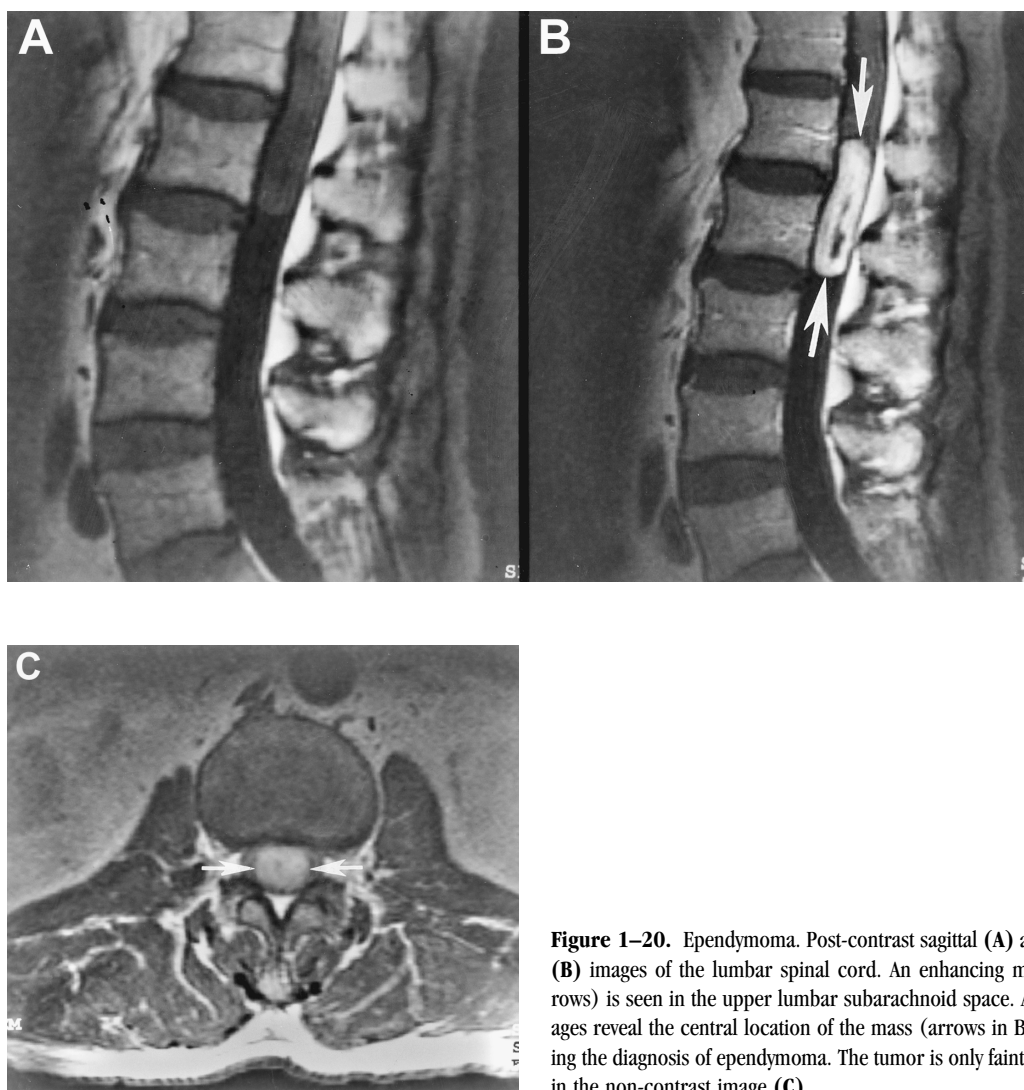 A
B
S
S
C
M
S
Figure 1–20. Ependymoma. Post-contrast sagittal (A) a
(B) images of the lumbar spinal cord. An enhancing m
rows) is seen in the upper lumbar subarachnoid space. A
ages reveal the central location of the mass (arrows in B
ing the diagnosis of ependymoma. The tumor is only faint
in the non-contrast image (C)